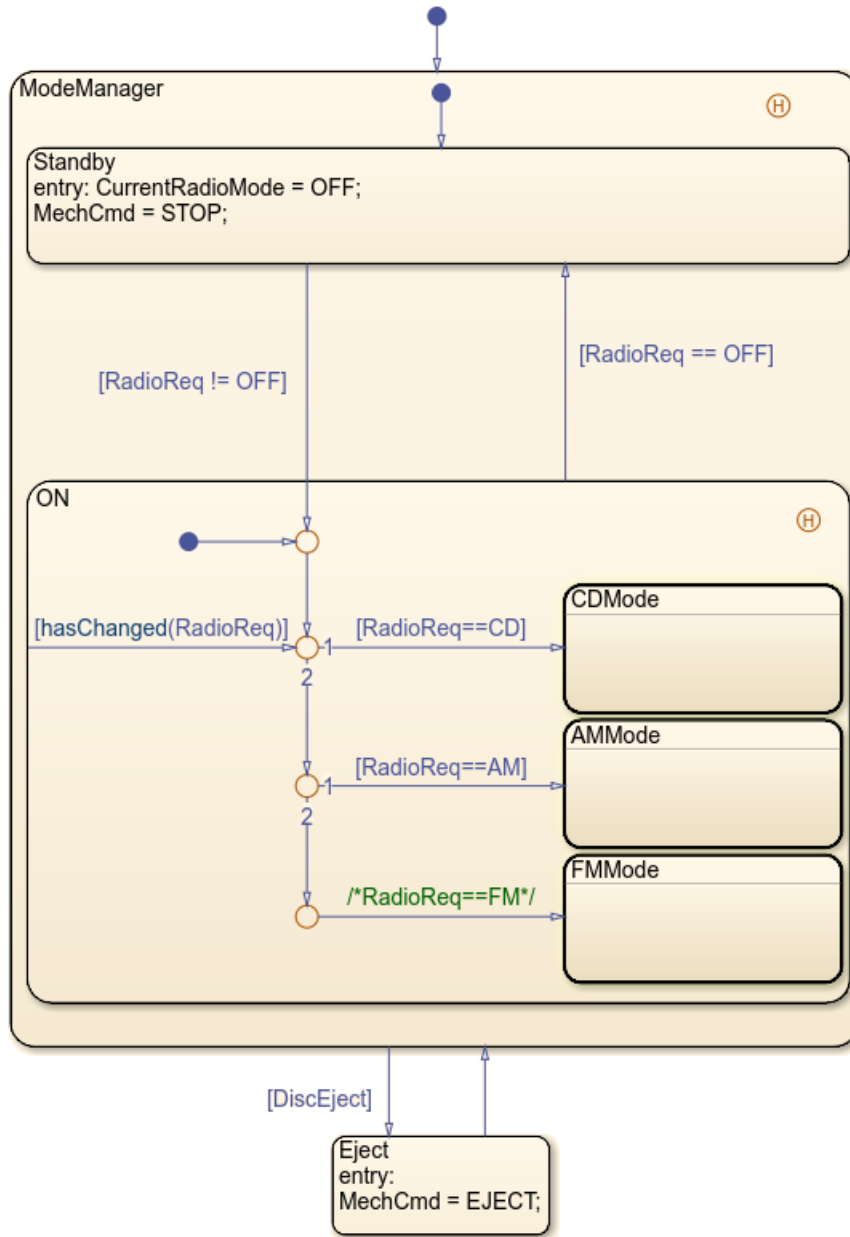 ModeManager
H
Standby
entry: CurrentRadioMode = OFF;
MechCmd = STOP;
[RadioReq != OFF]
[RadioReq == OFF]
ON
H
[hasChanged(RadioReq)]
1
[RadioReq==CD]
CDMode
2
1
[RadioReq==AM]
AMMode
2
/*RadioReq==FM*/
FMMode
[DiscEject]
Eject
entry:
MechCmd = EJECT;